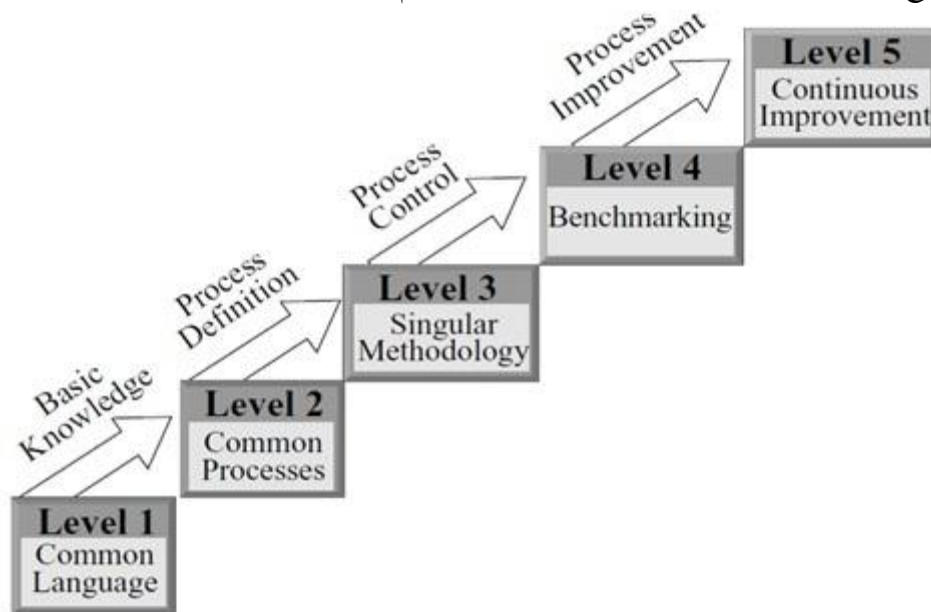 Process
Improvement
Level 5
Continuous
Improvement
Process
Control
Level 4
Benchmarking
Process
Definition
Level 3
Singular
Methodology
Basic
Knowledge
Level 2
Common
Processes
Level 1
Common
Language